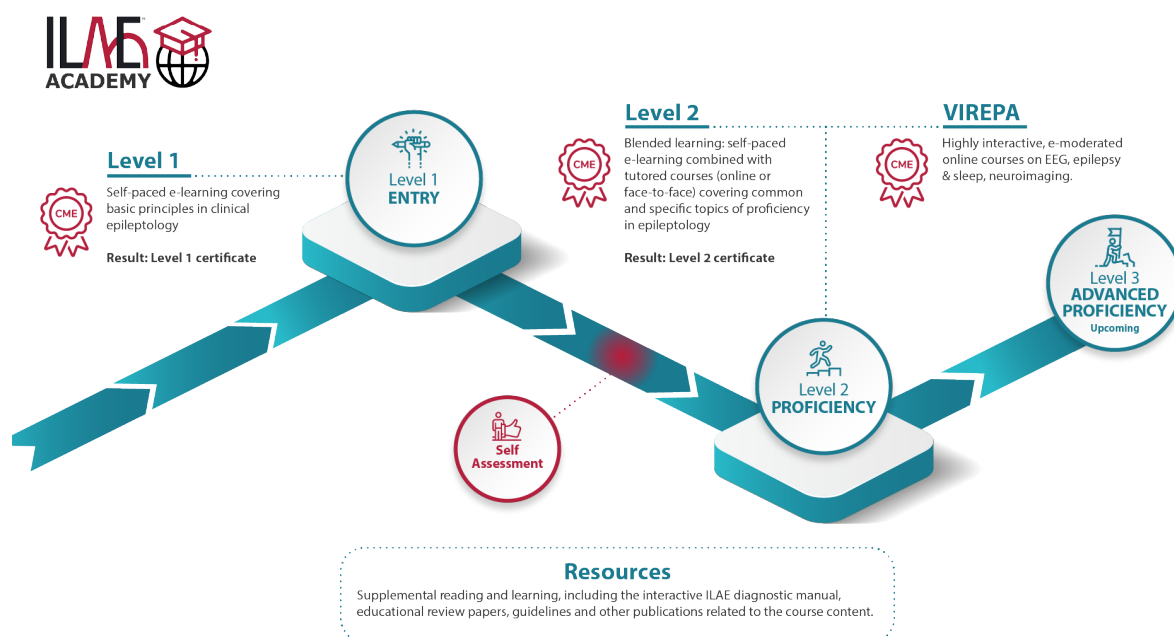 ILAE
ACADEMY
Level 1
CME
Self-paced e-learning covering
basic principles in clinical
epileptology
Result: Level 1 certificate
Level 1
ENTRY
Level 2
CME
Blended learning: self-paced
e-learning combined with
tutored courses (online or
face-to-face) covering common
and specific topics of proficiency
in epileptology
Result: Level 2 certificate
VIREPA
CME
Highly interactive, e-moderated
online courses on EEG, epilepsy
& sleep, neuroimaging.
Level 3
ADVANCED
PROFICIENCY
Upcoming
Level 2
PROFICIENCY
Self
Assessment
Resources
Supplemental reading and learning, including the interactive ILAE diagnostic manual,
educational review papers, guidelines and other publications related to the course content.